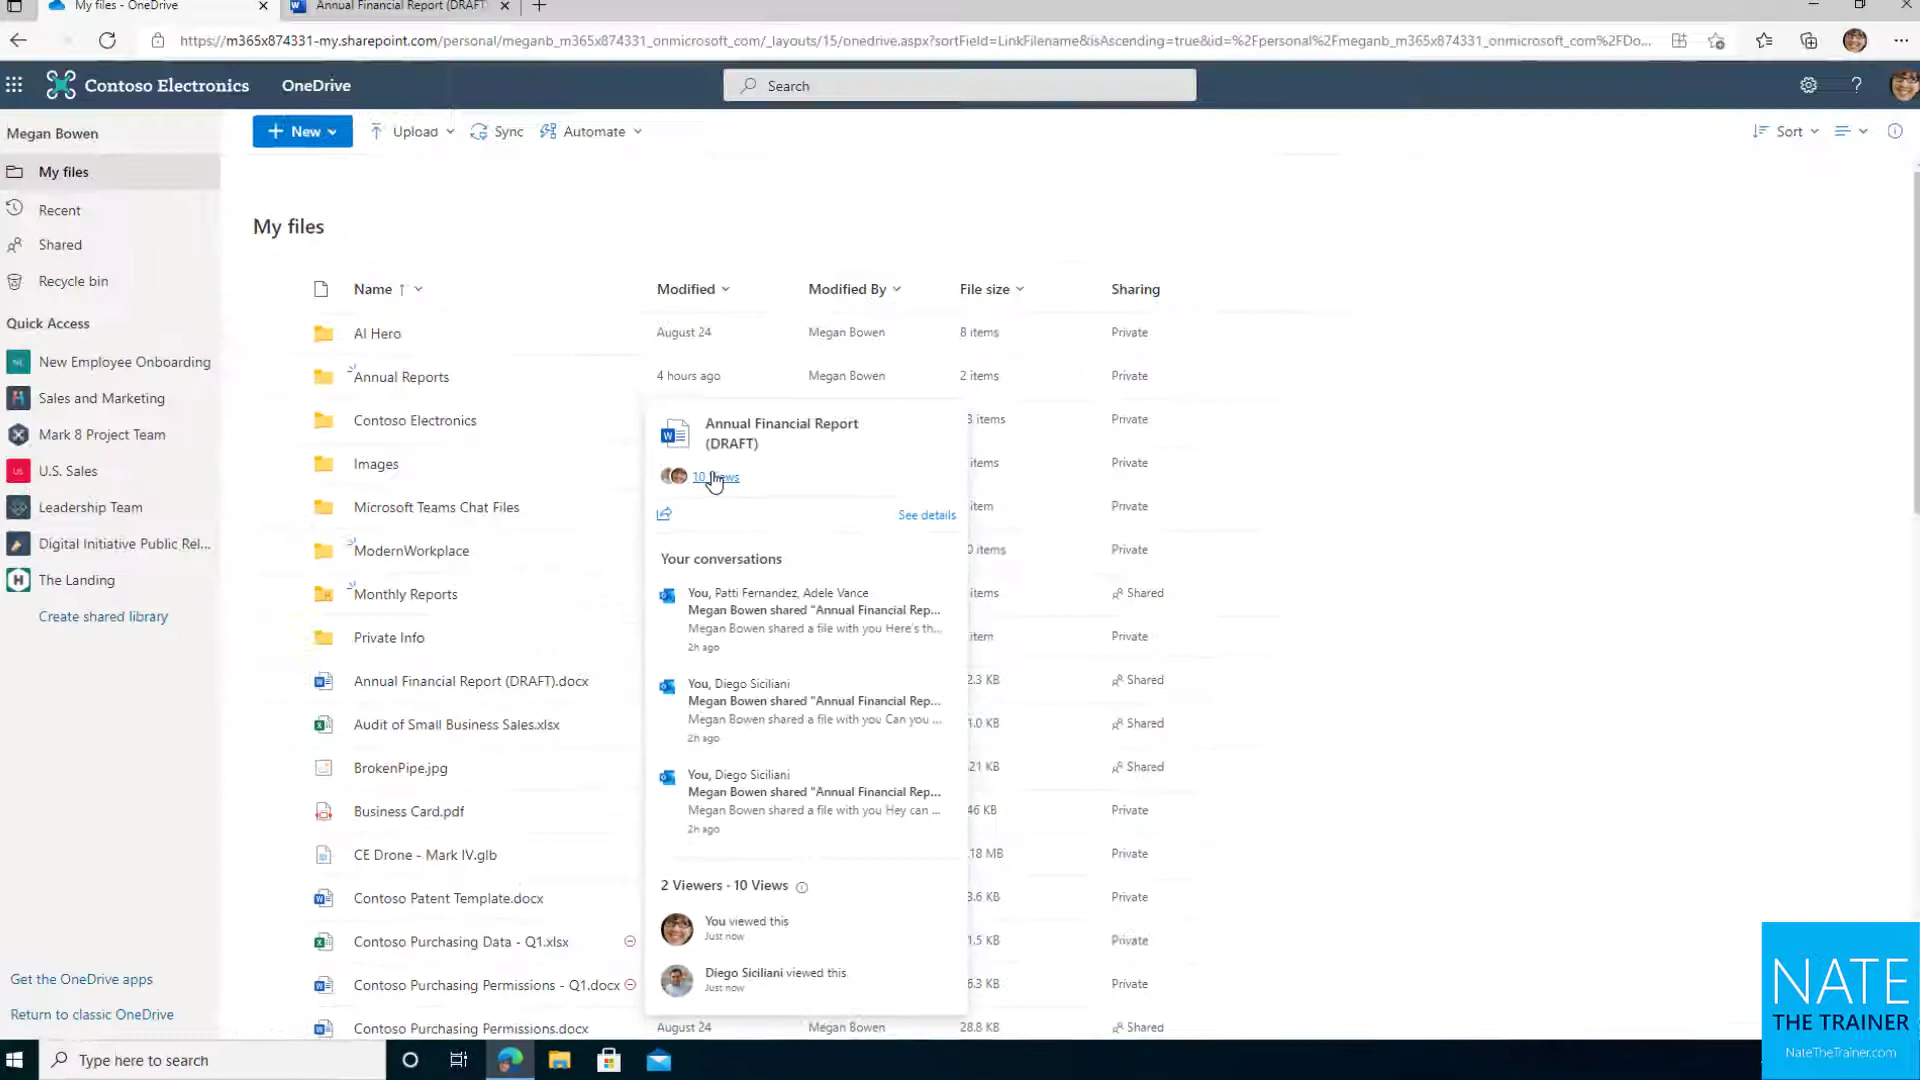 My files - OneDrive
Annual Financial Report (DRAFT
https://m365x874331-my.sharepoint.com/personal/meganb_m365x874331_onmicrosoft_com/_layouts/15/onedrive.aspx?sortField=LinkFilename&isAscending=true&id=%2Fpersonal%2Fmeganb_m365x874331_onmicrosoft_com%2FDo...
Contoso Electronics
OneDrive
Search
Megan Bowen
New
Upload
Sync
Automate
Sort
My files
Recent
Shared
Recycle bin
Quick Access
New Employee Onboarding
Sales and Marketing
Mark 8 Project Team
US
U.S. Sales
Leadership Team
Digital Initiative Public Rel...
H
The Landing
Create shared library
Get the OneDrive apps
Return to classic OneDrive
My files
Name ↑ Modified Modified By File size Sharing
AI Hero August 24 Megan Bowen 8 items Private
Annual Reports 4 hours ago Megan Bowen 2 items Private
Contoso Electronics 3 items Private
Images items Private
Microsoft Teams Chat Files item Private
ModernWorkplace 0 items Private
Monthly Reports items Shared
Private Info item Private
Annual Financial Report (DRAFT).docx 2.3 KB Shared
Audit of Small Business Sales.xlsx 1.0 KB Shared
BrokenPipe.jpg 21 KB Shared
Business Card.pdf 46 KB Private
CE Drone - Mark IV.glb .18 MB Private
Contoso Patent Template.docx 3.6 KB Private
Contoso Purchasing Data - Q1.xlsx 1.5 KB Private
Contoso Purchasing Permissions - Q1.docx 6.3 KB Private
Contoso Purchasing Permissions.docx August 24 Megan Bowen 28.8 KB Shared
Annual Financial Report
(DRAFT)
10
See details
Your conversations
You, Patti Fernandez, Adele Vance
Megan Bowen shared "Annual Financial Rep...
Megan Bowen shared a file with you Here's th...
2h ago
You, Diego Siciliani
Megan Bowen shared "Annual Financial Rep...
Megan Bowen shared a file with you Can you ...
2h ago
You, Diego Siciliani
Megan Bowen shared "Annual Financial Rep...
Megan Bowen shared a file with you Hey can ...
2h ago
2 Viewers - 10 Views
You viewed this
Just now
Diego Siciliani viewed this
Just now
Type here to search
NATE
THE TRAINER
NateTheTrainer.com